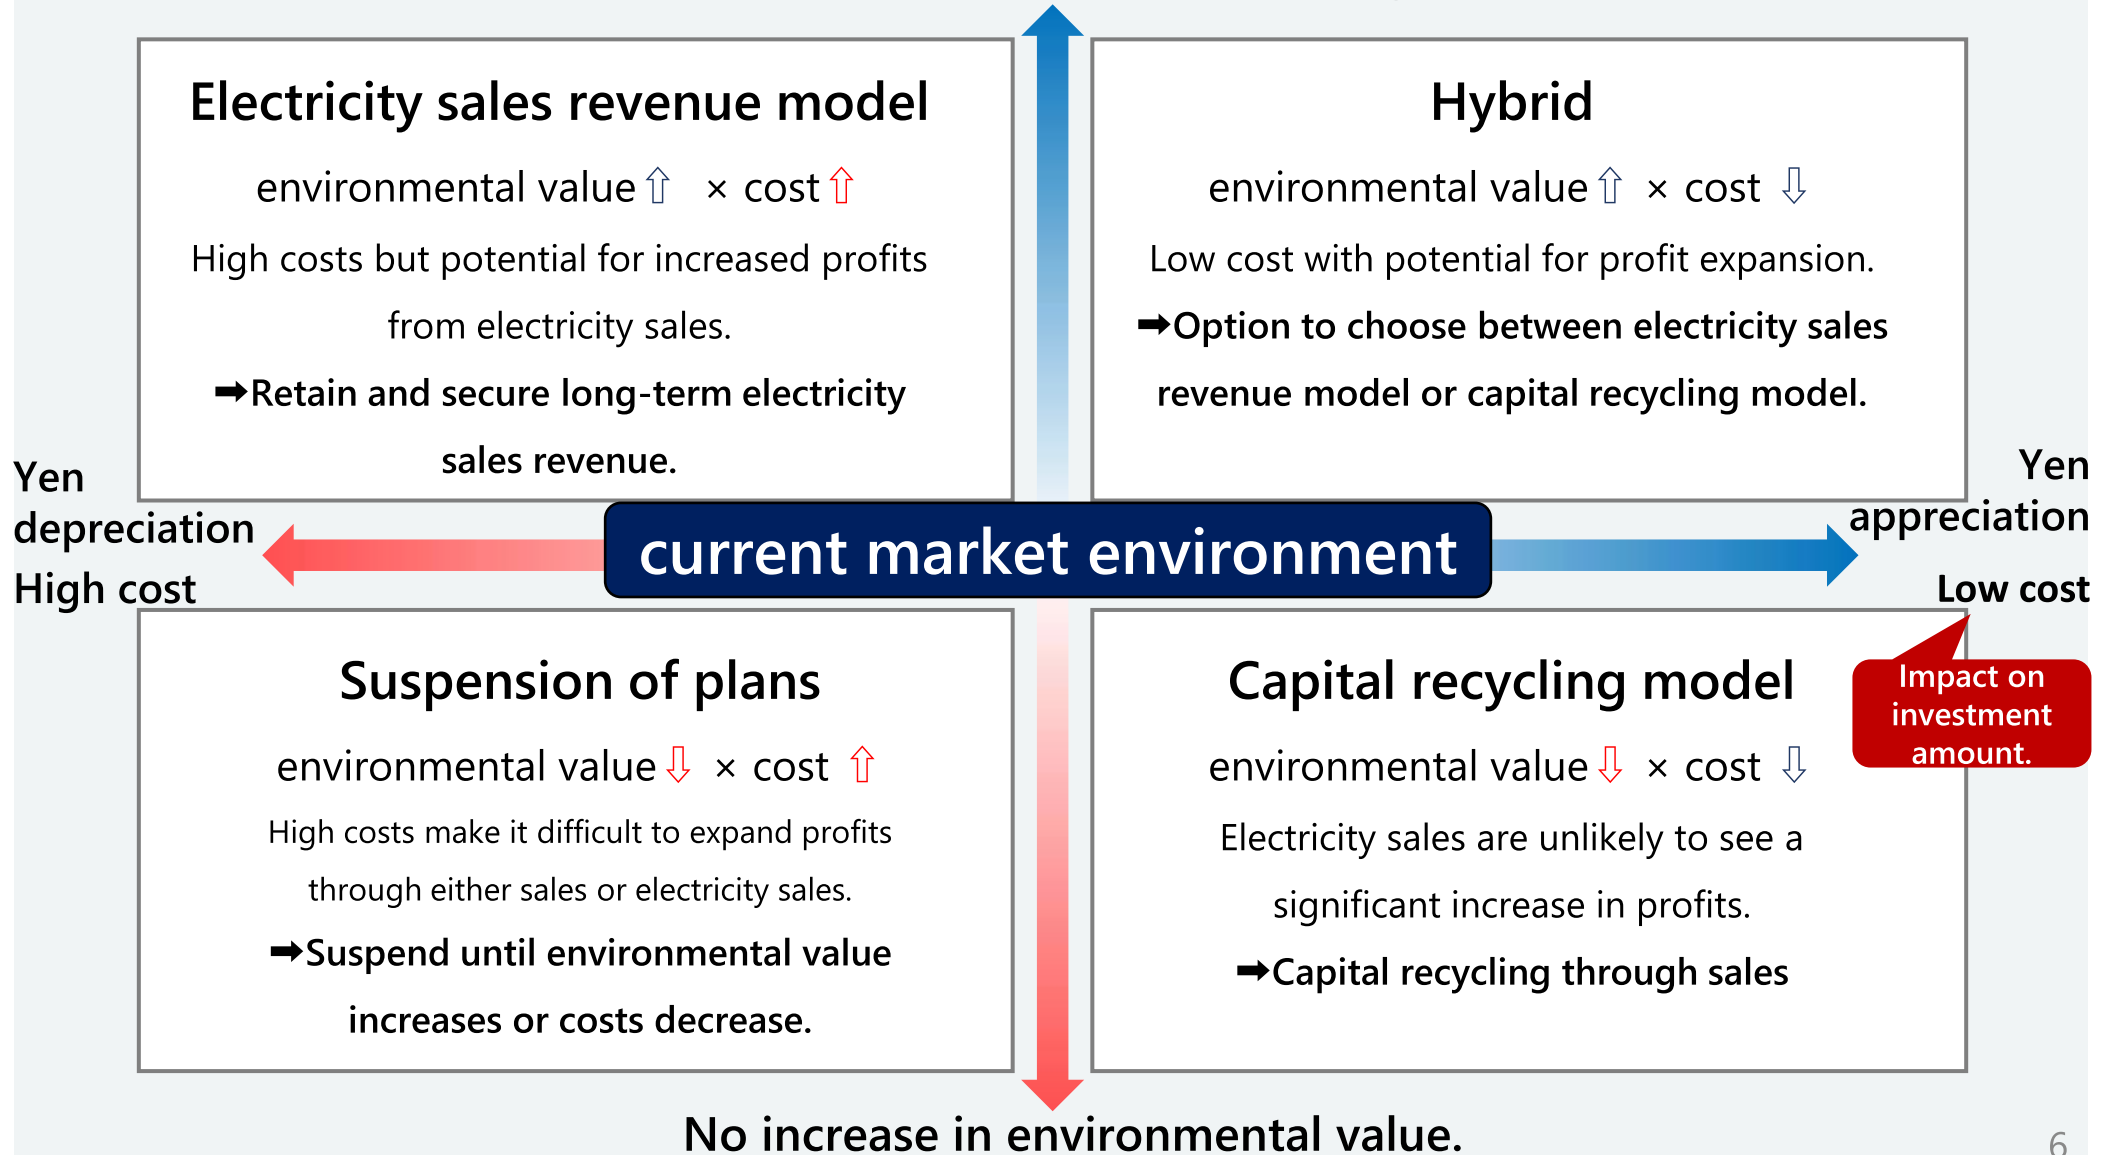 Electricity sales revenue model
environmental value⇧ × cost⇧
High costs but potential for increased profits
from electricity sales.
➡Retain and secure long-term electricity
sales revenue.
Hybrid
environmental value⇧ × cost ⇩
Low cost with potential for profit expansion.
➡Option to choose between electricity sales
revenue model or capital recycling model.
Yen
depreciation
High cost
current market environment
Yen
appreciation
Low cost
Suspension of plans
environmental value⇩ × cost ⇧
High costs make it difficult to expand profits
through either sales or electricity sales.
➡Suspend until environmental value
increases or costs decrease.
Capital recycling model
environmental value⇩ × cost ⇩
Electricity sales are unlikely to see a
significant increase in profits.
➡Capital recycling through sales
Impact on
investment
amount.
No increase in environmental value.
6